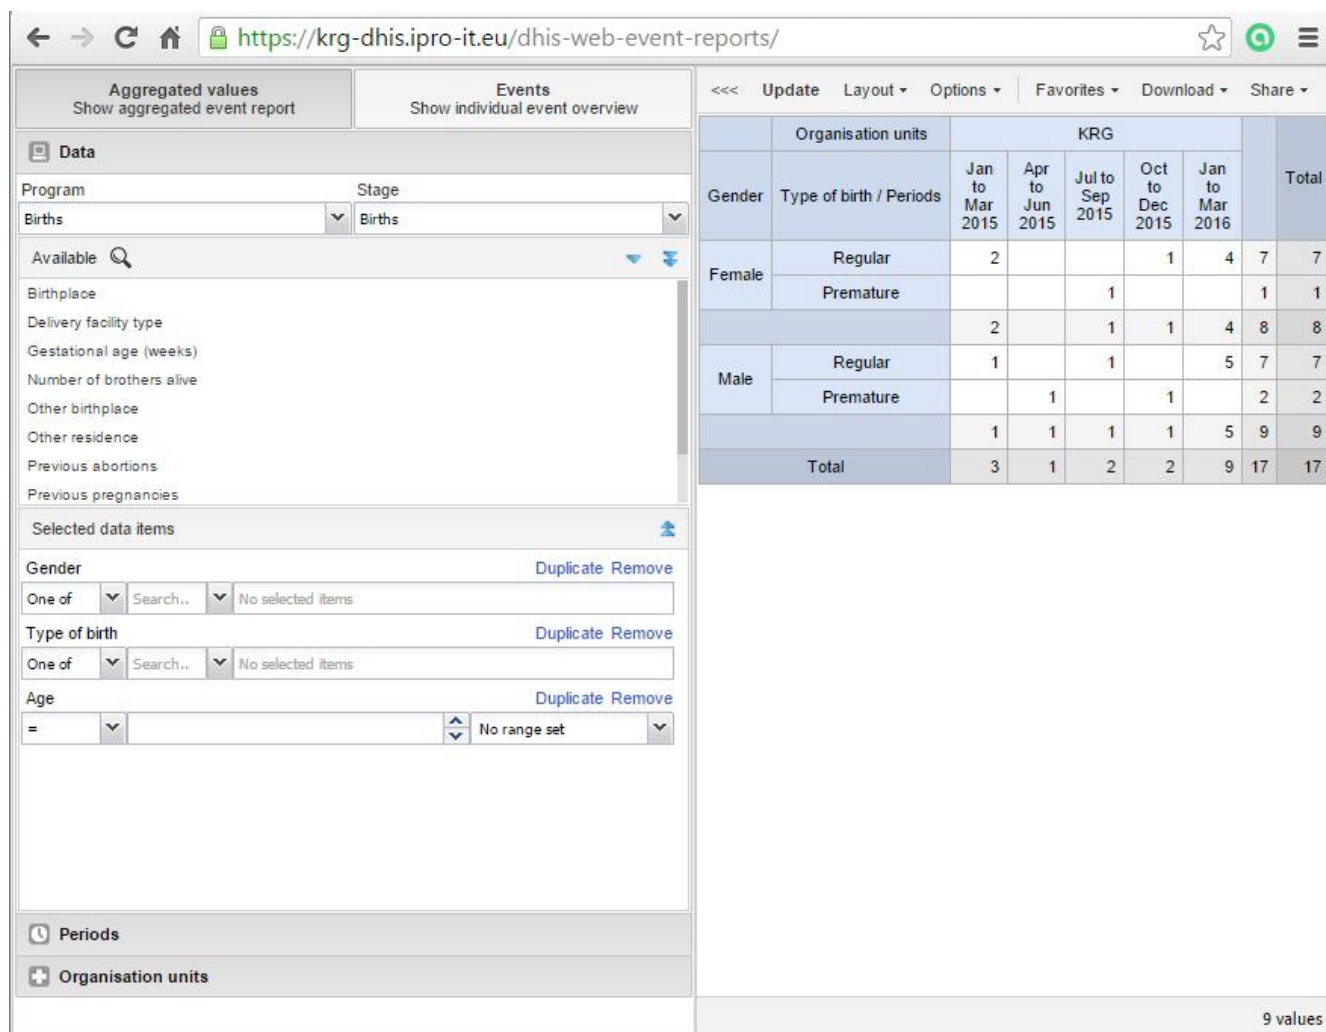 https://krg-dhis.ipro-it.eu/dhis-web-event-reports/
Aggregated values
Show aggregated event report
Events
Show individual event overview
Data
Program
Stage
Births
Births
Available
Birthplace
Delivery facility type
Gestational age (weeks)
Number of brothers alive
Other birthplace
Other residence
Previous abortions
Previous pregnancies
Selected data items
Gender Duplicate Remove
One of Search.. No selected items
Type of birth Duplicate Remove
One of Search.. No selected items
Age Duplicate Remove
= No range set
Periods
Organisation units
<<< Update Layout Options Favorites Download Share
Organisation units KRG
Gender Type of birth / Periods Jan to Mar 2015 Apr to Jun 2015 Jul to Sep 2015 Oct to Dec 2015 Jan to Mar 2016 Total
Female Regular 2 1 4 7 7
Premature 1 1 1
2 1 1 4 8 8
Male Regular 1 1 5 7 7
Premature 1 1 2 2
1 1 1 1 5 9 9
Total 3 1 2 2 9 17 17
9 values